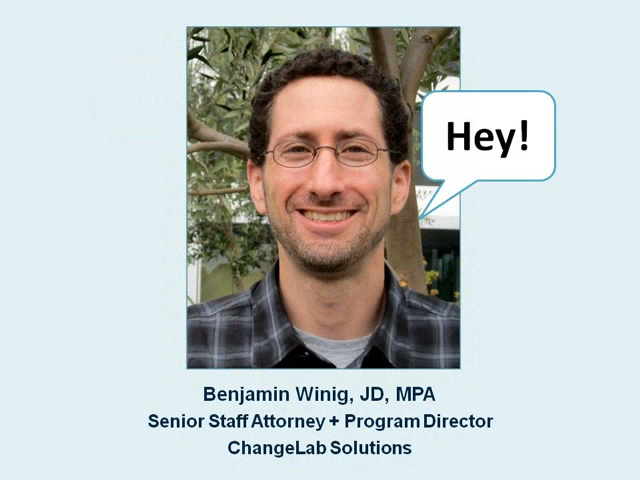 Hey!
Benjamin Winig, JD, MPA
Senior Staff Attorney + Program Director
ChangeLab Solutions